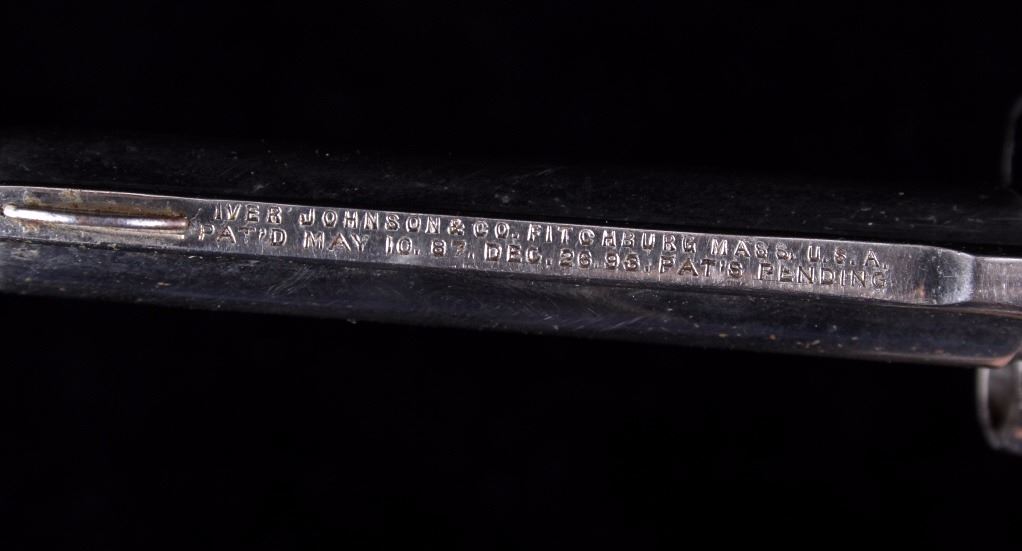 IVER JOHNSON & CO. FITCHBURG MASS. U.S.A.
PAT'D MAY 10. 87. DEC. 26. 93. PAT'S PENDING